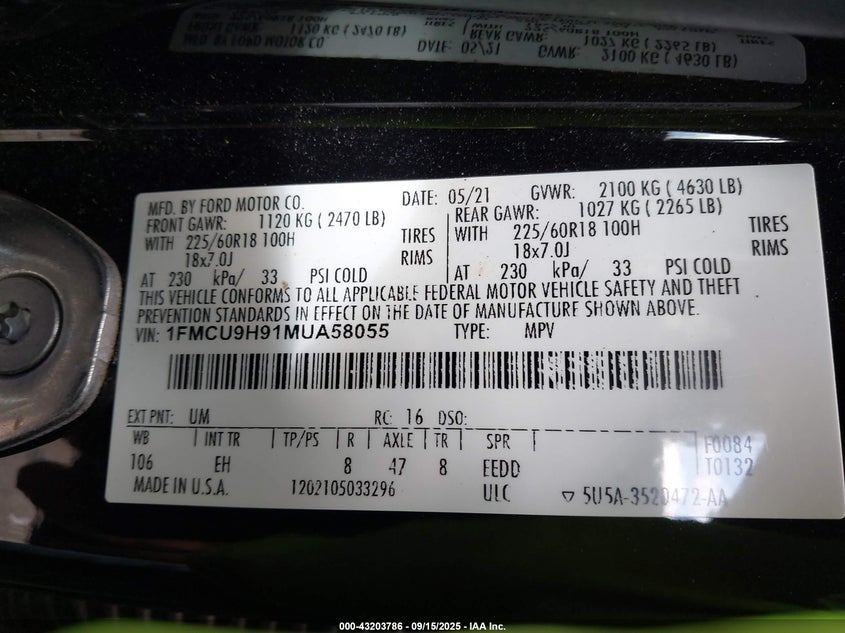 MFD. BY FORD MOTOR CO. DATE: 05/21 GVWR: 2100 KG ( 4630 LB)
FRONT GAWR: 1120 KG ( 2470 LB) REAR GAWR: 1027 KG ( 2265 LB)
WITH 225/60R18 100H TIRES WITH 225/60R18 100H TIRES
18x7.0J RIMS 18x7.0J RIMS
AT 230 kPa/ 33 PSI COLD AT 230 kPa/ 33 PSI COLD
THIS VEHICLE CONFORMS TO ALL APPLICABLE FEDERAL MOTOR VEHICLE SAFETY AND THEFT
PREVENTION STANDARDS IN EFFECT ON THE DATE OF MANUFACTURE SHOWN ABOVE.
VIN: 1FMCU9H91MUA58055 TYPE: MPV
EXT PNT: UM RC: 16 DSO:
WB INT TR TP/PS R AXLE TR SPR F0084
106 EH 8 47 8 EEDD T0132
MADE IN U.S.A. 1202105033296 ULC ▽ 5U5A-3520472-AA
000-43203786 - 09/15/2025 - IAA Inc.